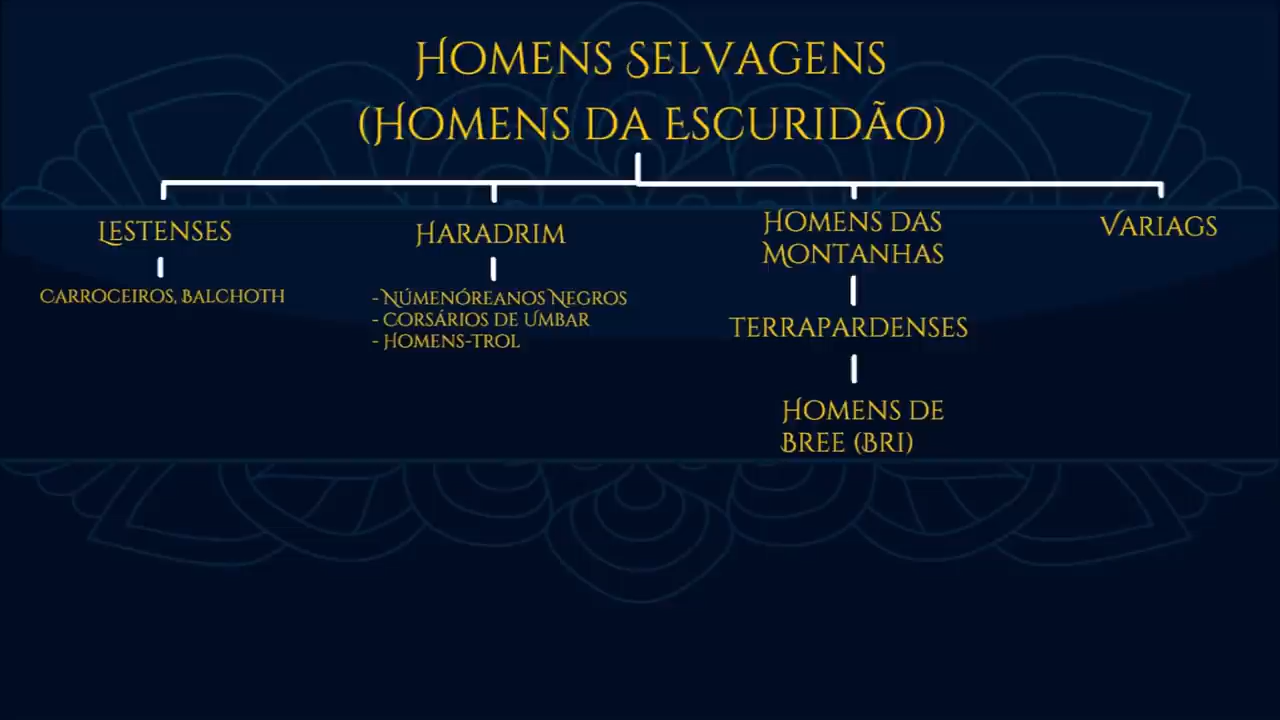 Homens Selvagens
(Homens da Escuridão)
Lestenses
Haradrim
Homens das
Montanhas
Variags
Carroceiros, Balchoth
- Númenóreanos Negros
- Corsários de Umbar
- Homens-trol
Terrapardenses
Homens de
Bree (Bri)